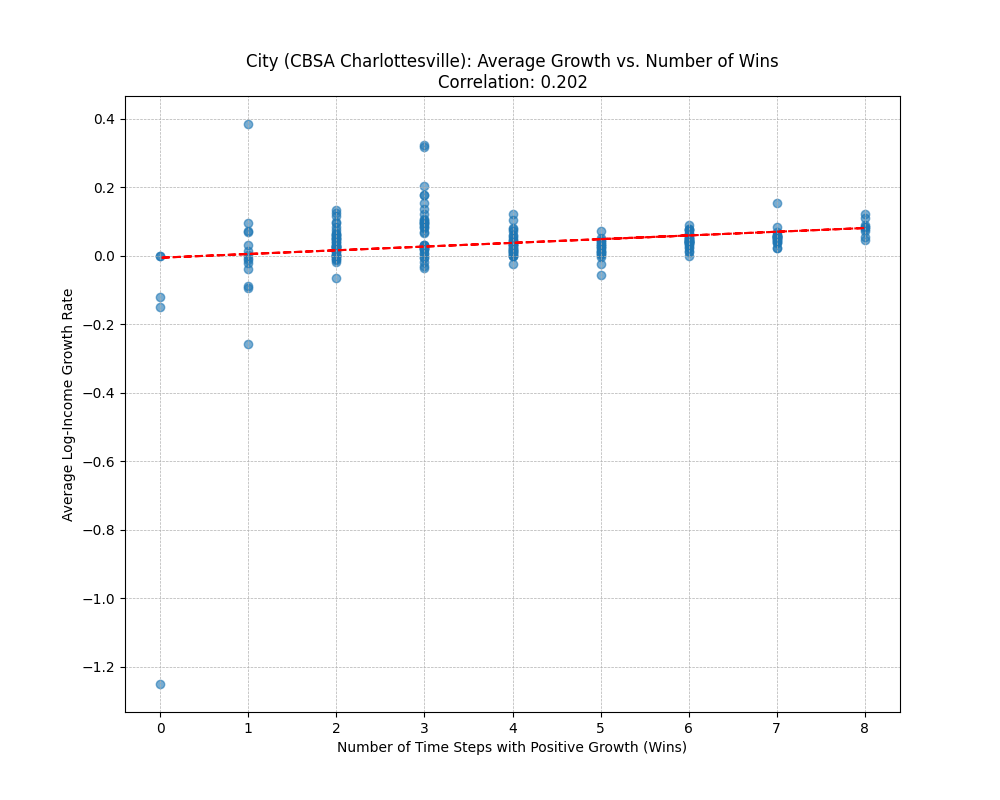 City (CBSA Charlottesville): Average Growth vs. Number of Wins
Correlation: 0.202
Average Log-Income Growth Rate
0.4
0.2
0.0
−0.2
−0.4
−0.6
−0.8
−1.0
−1.2
0 1 2 3 4 5 6 7 8
Number of Time Steps with Positive Growth (Wins)